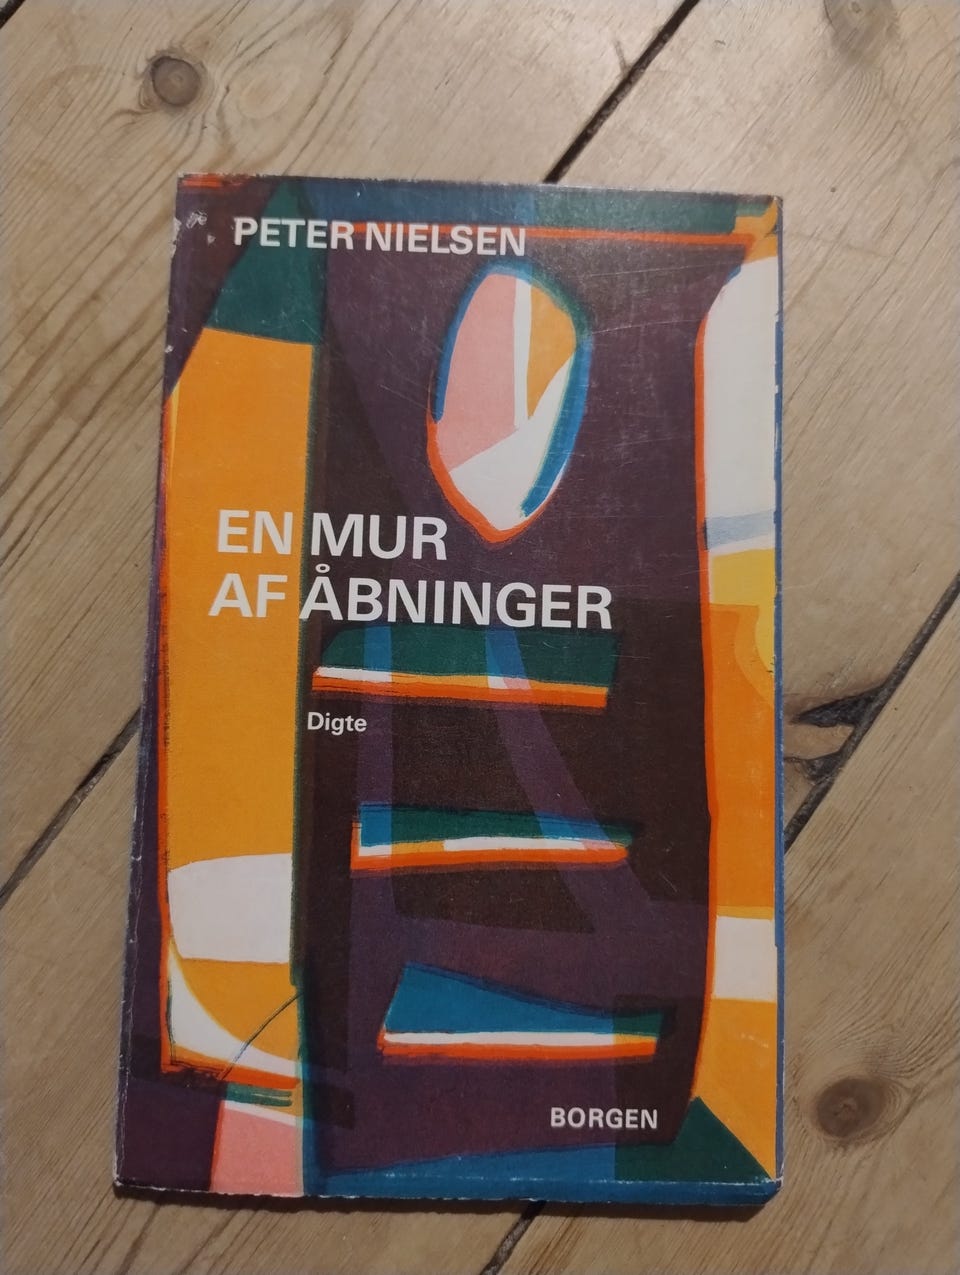 PETER NIELSEN
EN MUR
AF ÅBNINGER
Digte
BORGEN